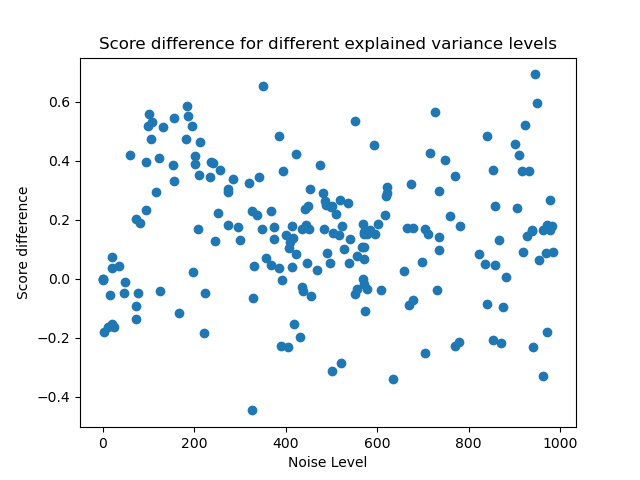 Score difference for different explained variance levels
0.6
0.4
0.2
0.0
−0.2
−0.4
Score difference
0 200 400 600 800 1000
Noise Level